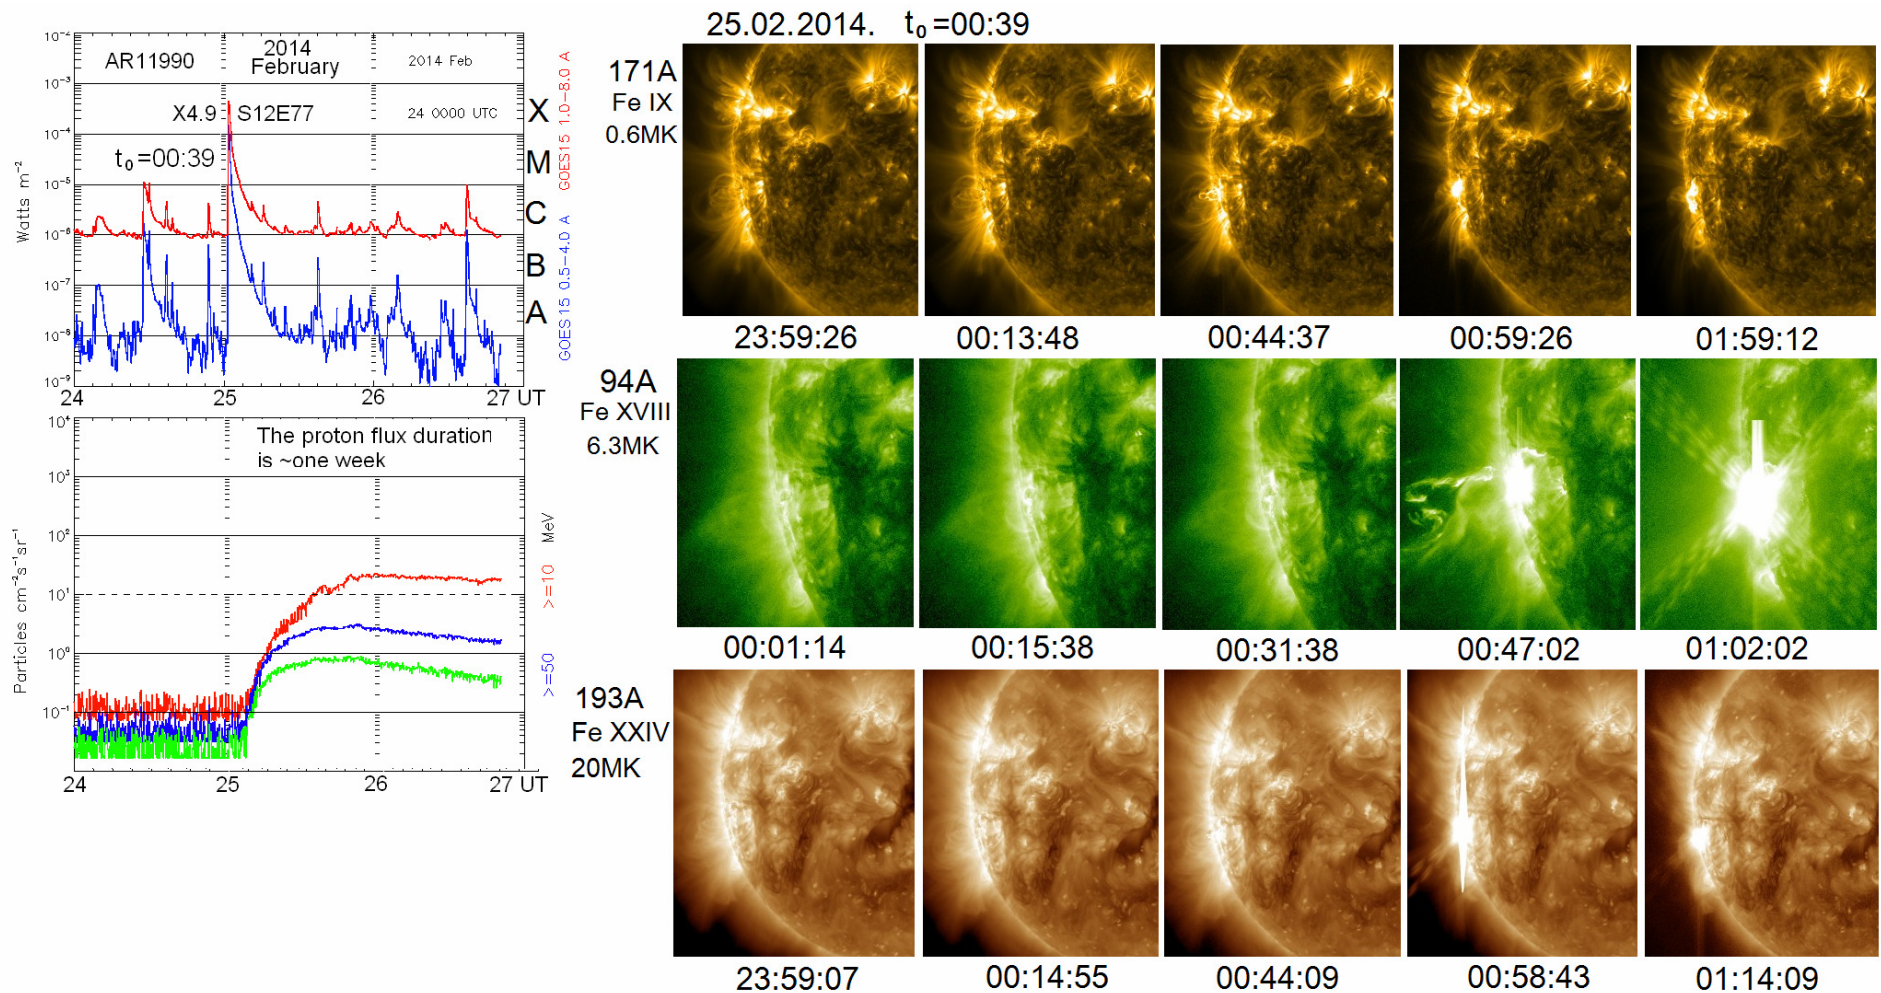 25.02.2014. t₀=00:39
10⁻²
10⁻³
10⁻⁴
10⁻⁵
10⁻⁶
10⁻⁷
10⁻⁸
10⁻⁹
Watts m⁻²
AR11990
2014
February
2014 Feb
X4.9
S12E77
24 0000 UTC
t₀=00:39
X
M
C
B
A
GOES15 1.0−8.0 A
GOES15 0.5−4.0 A
24
25
26
27 UT
10⁴
10³
10²
10¹
10⁰
10⁻¹
Particles cm⁻²s⁻¹sr⁻¹
The proton flux duration
is ~one week
MeV
>=10
>=50
24
25
26
27 UT
171A
Fe IX
0.6MK
23:59:26
00:13:48
00:44:37
00:59:26
01:59:12
94A
Fe XVIII
6.3MK
00:01:14
00:15:38
00:31:38
00:47:02
01:02:02
193A
Fe XXIV
20MK
23:59:07
00:14:55
00:44:09
00:58:43
01:14:09